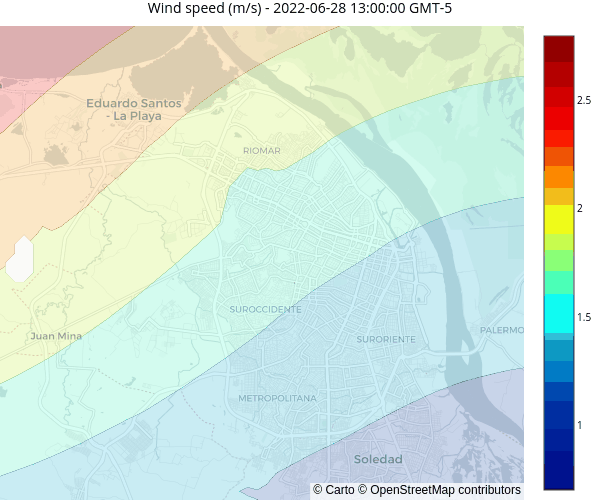 Wind speed (m/s) - 2022-06-28 13:00:00 GMT-5
Eduardo Santos
- La Playa
RIOMAR
Juan Mina
SUROCCIDENTE
SURORIENTE
PALERMO
METROPOLITANA
Soledad
2.5
2
1.5
1
© Carto © OpenStreetMap contributors